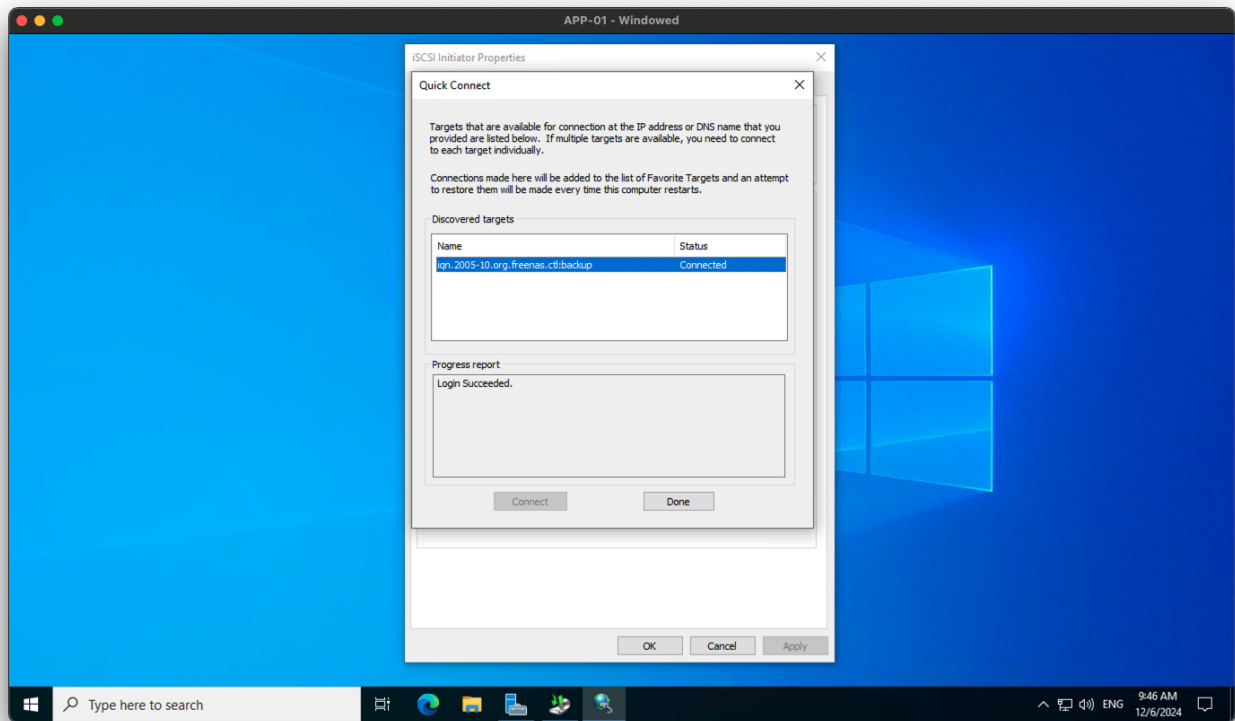 APP-01 - Windowed
iSCSI Initiator Properties
Quick Connect
Targets that are available for connection at the IP address or DNS name that you
provided are listed below. If multiple targets are available, you need to connect
to each target individually.
Connections made here will be added to the list of Favorite Targets and an attempt
to restore them will be made every time this computer restarts.
Discovered targets
Name Status
iqn.2005-10.org.freenas.ctl:backup Connected
Progress report
Login Succeeded.
Connect Done
OK Cancel Apply
Type here to search
ENG
9:46 AM
12/6/2024